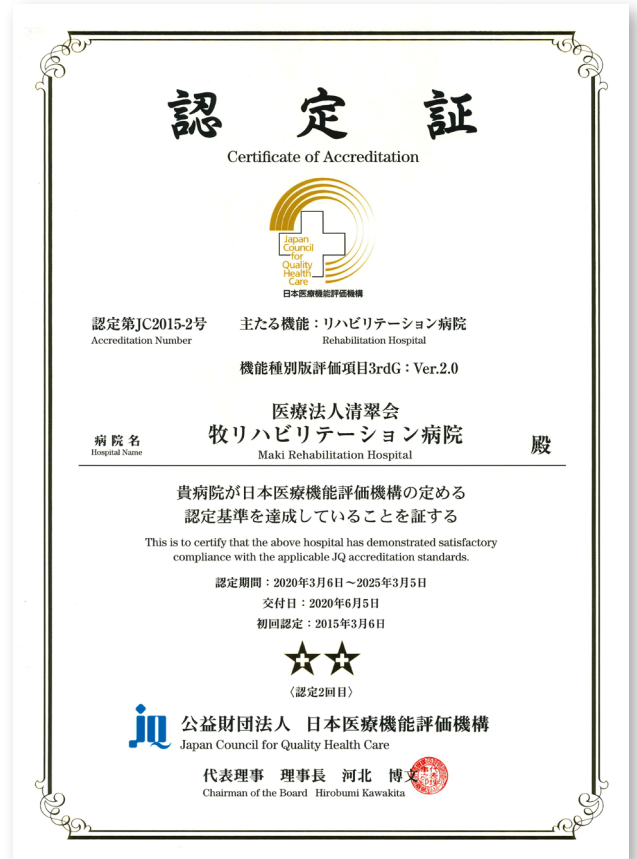 認定証
Certificate of Accreditation
Japan
Council
for
Quality
Health
Care
日本医療機能評価機構
認定第JC2015-2号 主たる機能：リハビリテーション病院
Accreditation Number Rehabilitation Hospital
機能種別版評価項目3rdG：Ver.2.0
医療法人清翠会
病院名 牧リハビリテーション病院 殿
Hospital Name Maki Rehabilitation Hospital
貴病院が日本医療機能評価機構の定める
認定基準を達成していることを証する
This is to certify that the above hospital has demonstrated satisfactory
compliance with the applicable JQ accreditation standards.
認定期間：2020年3月6日～2025年3月5日
交付日：2020年6月5日
初回認定：2015年3月6日
〈認定2回目〉
jQ 公益財団法人 日本医療機能評価機構
Japan Council for Quality Health Care
代表理事 理事長 河北 博文
Chairman of the Board Hirobumi Kawakita